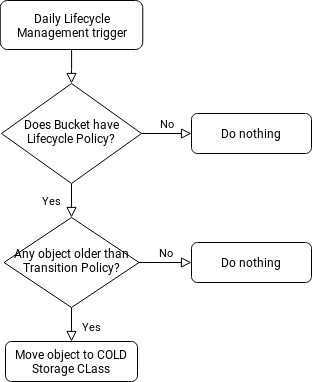 Daily Lifecycle
Management trigger
Does Bucket have
Lifecycle Policy?
No
Do nothing
Yes
Any object older than
Transition Policy?
No
Do nothing
Yes
Move object to COLD
Storage CLass